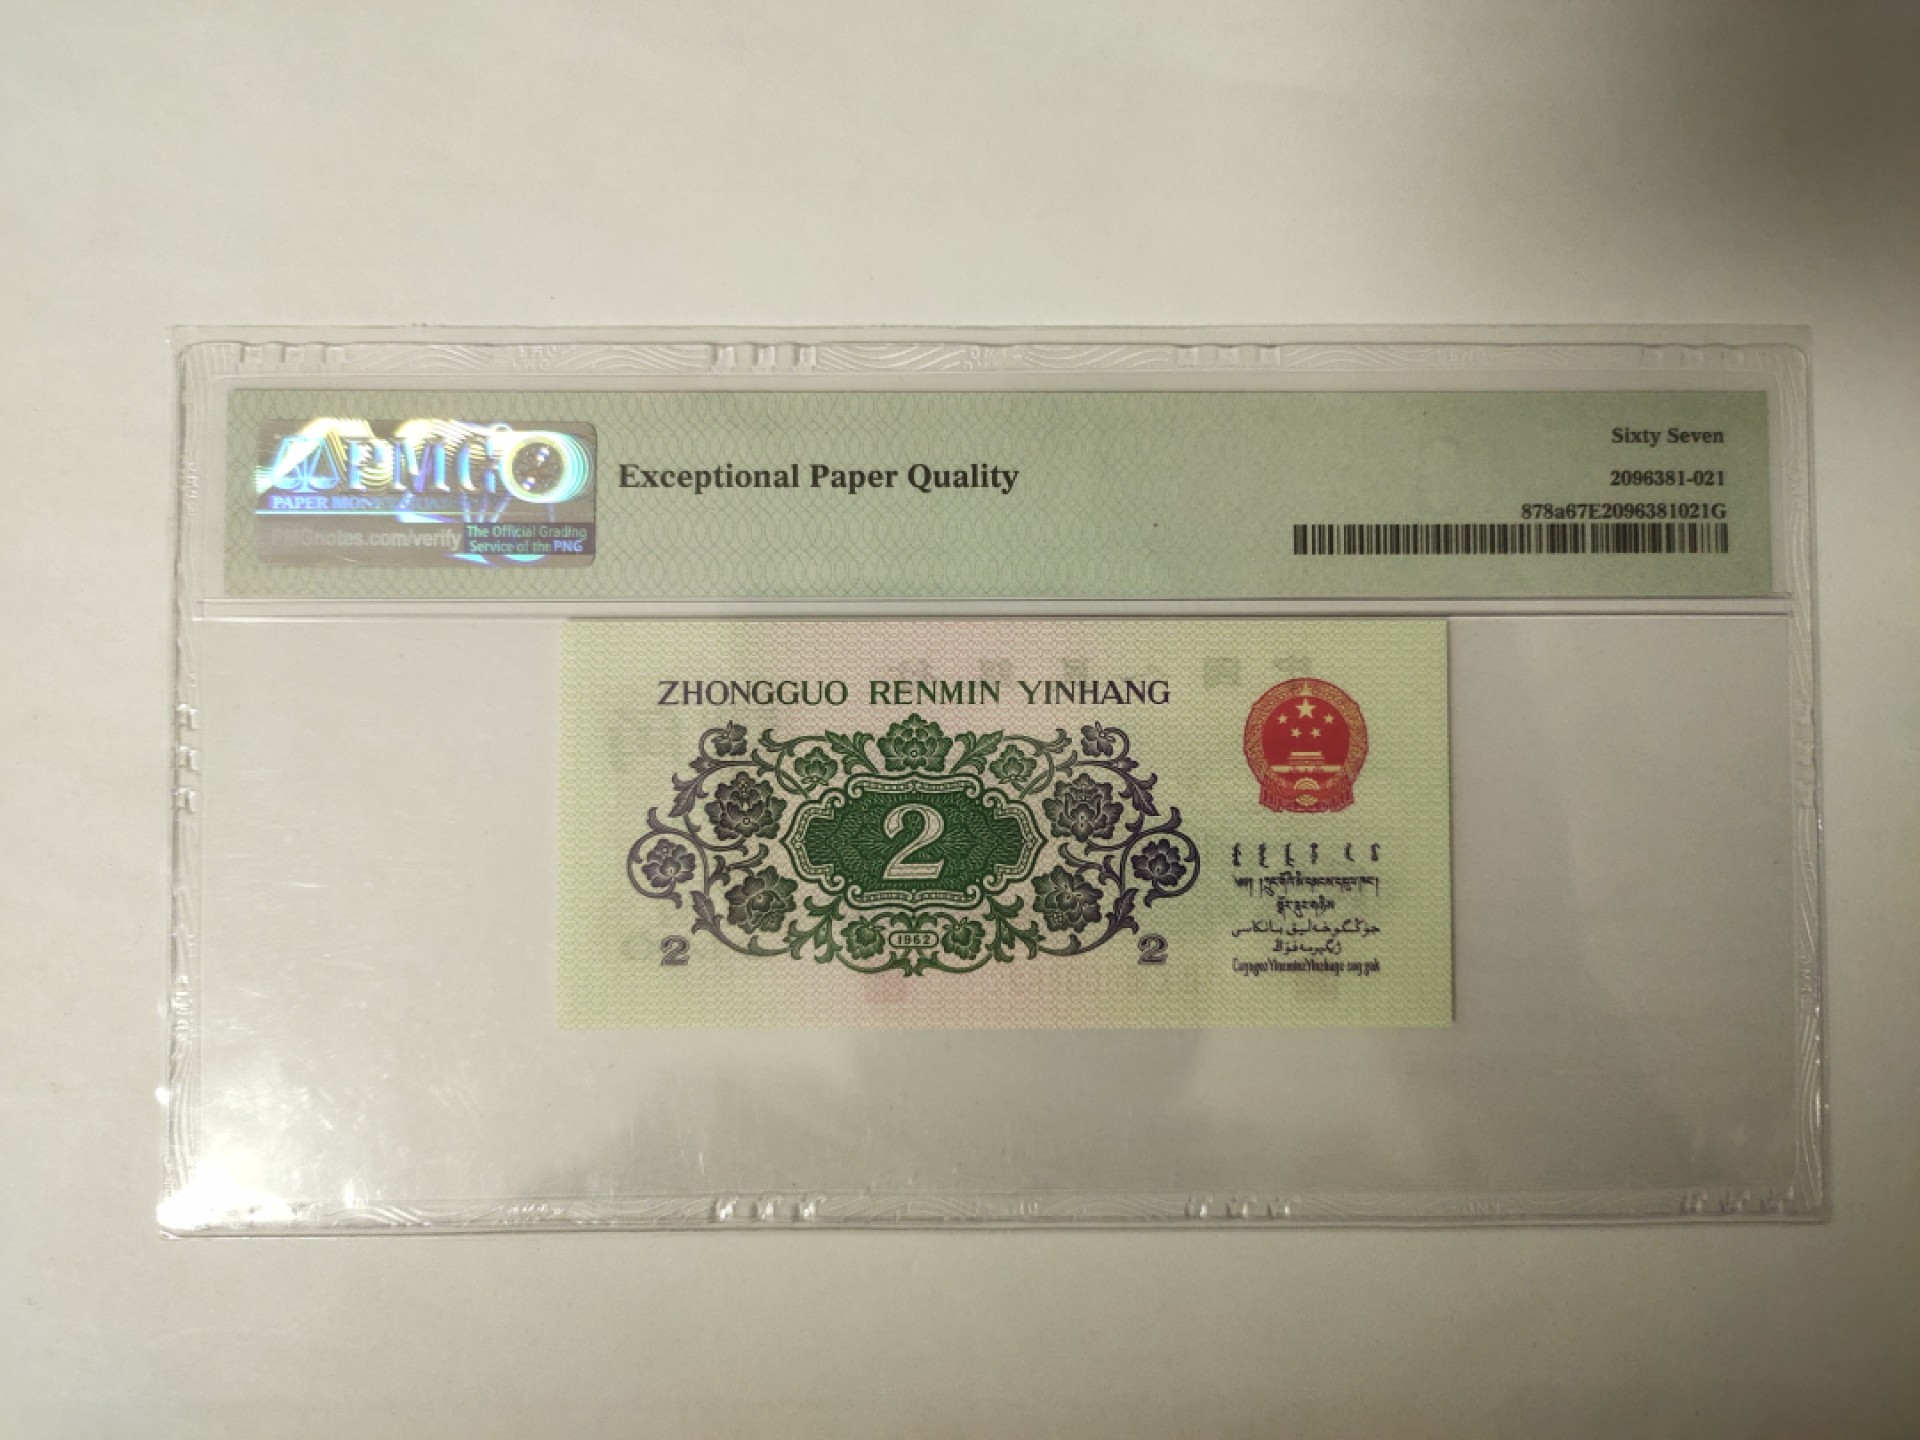 PMG
PAPER MONEY
PMGnotes.com/verify
The Official Grading
Service of the PNG
Exceptional Paper Quality
Sixty Seven
2096381-021
878a67E2096381021G
ZHONGGUO RENMIN YINHANG
2
1962
2 2